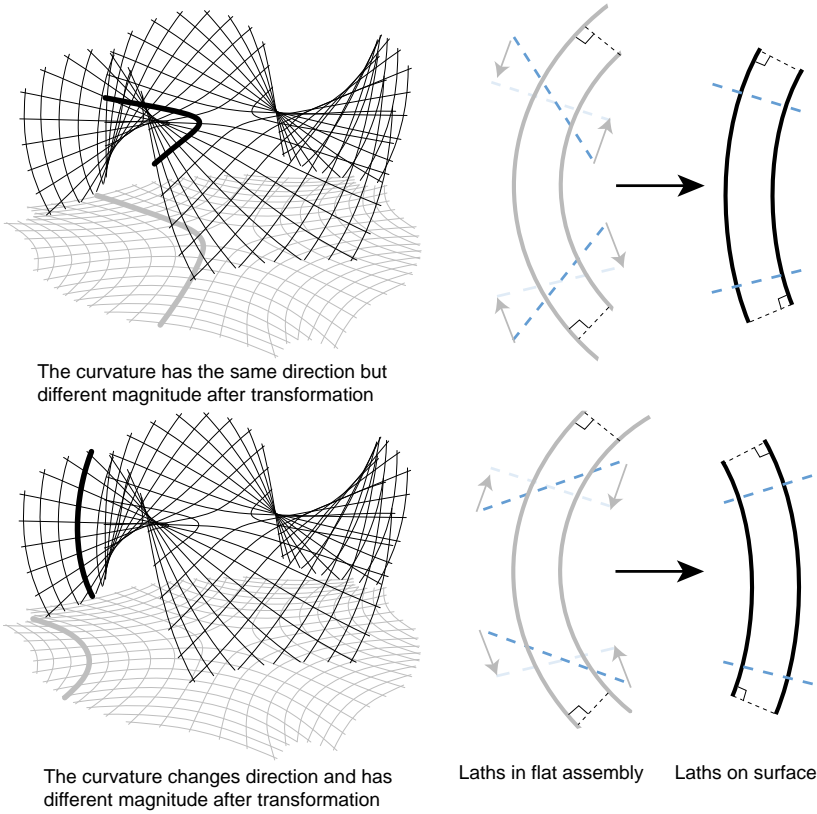 The curvature has the same direction but
different magnitude after transformation
The curvature changes direction and has
different magnitude after transformation
Laths in flat assembly
Laths on surface